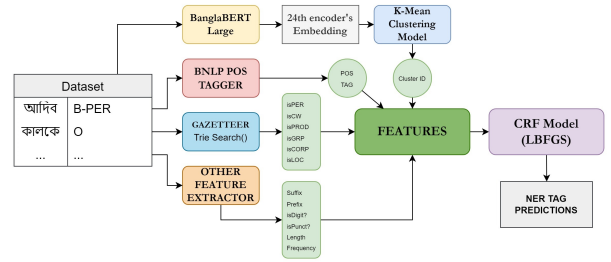 BanglaBERT
Large
24th encoder's
Embedding
K-Mean
Clustering
Model
Dataset
আদিব B-PER
কালকে O
... ...
BNLP POS
TAGGER
POS
TAG
Cluster ID
GAZETTEER
Trie Search()
isPER
isCW
isPROD
isGRP
isCORP
isLOC
FEATURES
CRF Model
(LBFGS)
OTHER
FEATURE
EXTRACTOR
Suffix
Prefix
isDigit?
isPunct?
Length
Frequency
NER TAG
PREDICTIONS